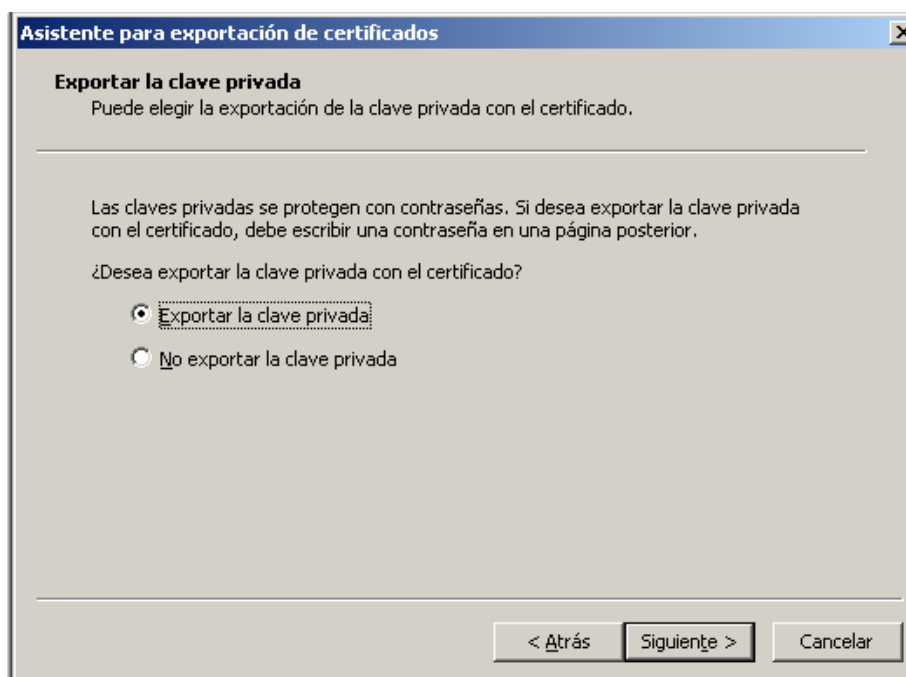 Asistente para exportación de certificados
Exportar la clave privada
Puede elegir la exportación de la clave privada con el certificado.
Las claves privadas se protegen con contraseñas. Si desea exportar la clave privada
con el certificado, debe escribir una contraseña en una página posterior.
¿Desea exportar la clave privada con el certificado?
Exportar la clave privada
No exportar la clave privada
< Atrás Siguiente > Cancelar